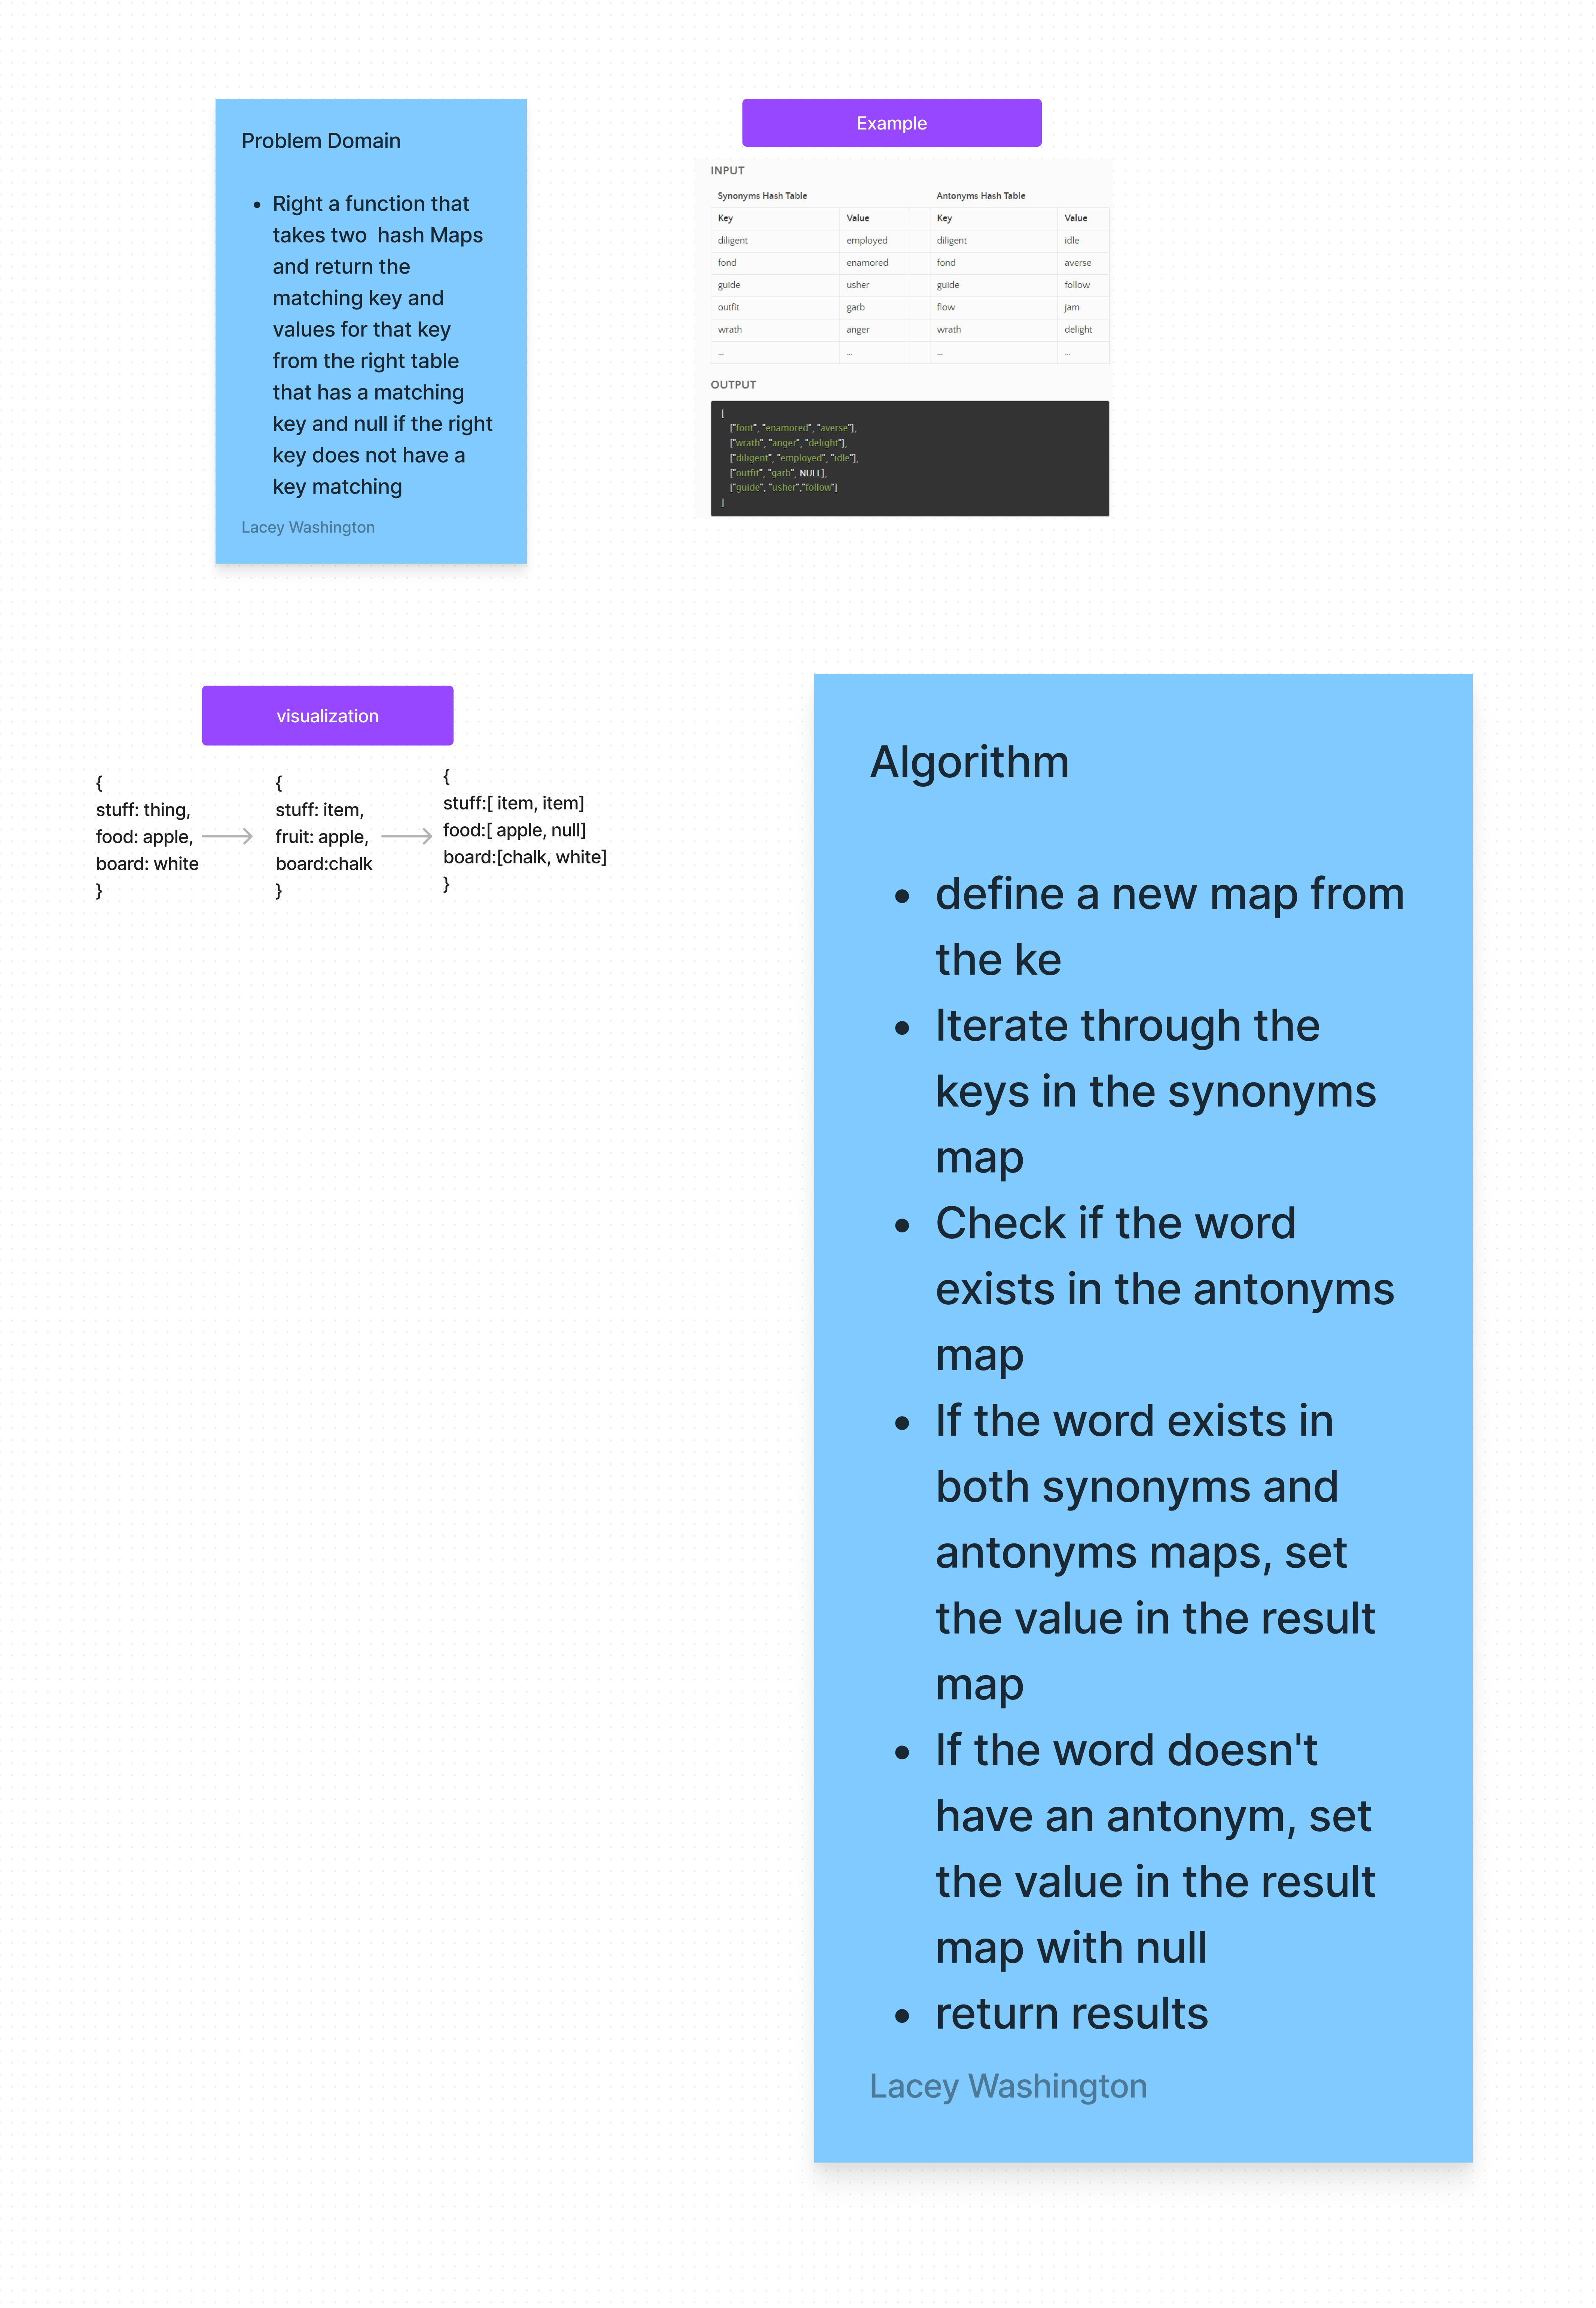 Problem Domain
Right a function that
takes two  hash Maps
and return the
matching key and
values for that key
from the right table
that has a matching
key and null if the right
key does not have a
key matching
Lacey Washington
Example
INPUT
Synonyms Hash Table Antonyms Hash Table
Key Value Key Value
diligent employed diligent idle
fond enamored fond averse
guide usher guide follow
outfit garb flow jam
wrath anger wrath delight
... ... ... ...
OUTPUT
[
["font", "enamored", "averse"],
["wrath", "anger", "delight"],
["diligent", "employed", "idle"],
["outfit", "garb", NULL],
["guide", "usher","follow"]
]
visualization
{
stuff: thing,
food: apple,
board: white
}
{
stuff: item,
fruit: apple,
board:chalk
}
{
stuff:[ item, item]
food:[ apple, null]
board:[chalk, white]
}
Algorithm
define a new map from
the ke
Iterate through the
keys in the synonyms
map
Check if the word
exists in the antonyms
map
If the word exists in
both synonyms and
antonyms maps, set
the value in the result
map
If the word doesn't
have an antonym, set
the value in the result
map with null
return results
Lacey Washington